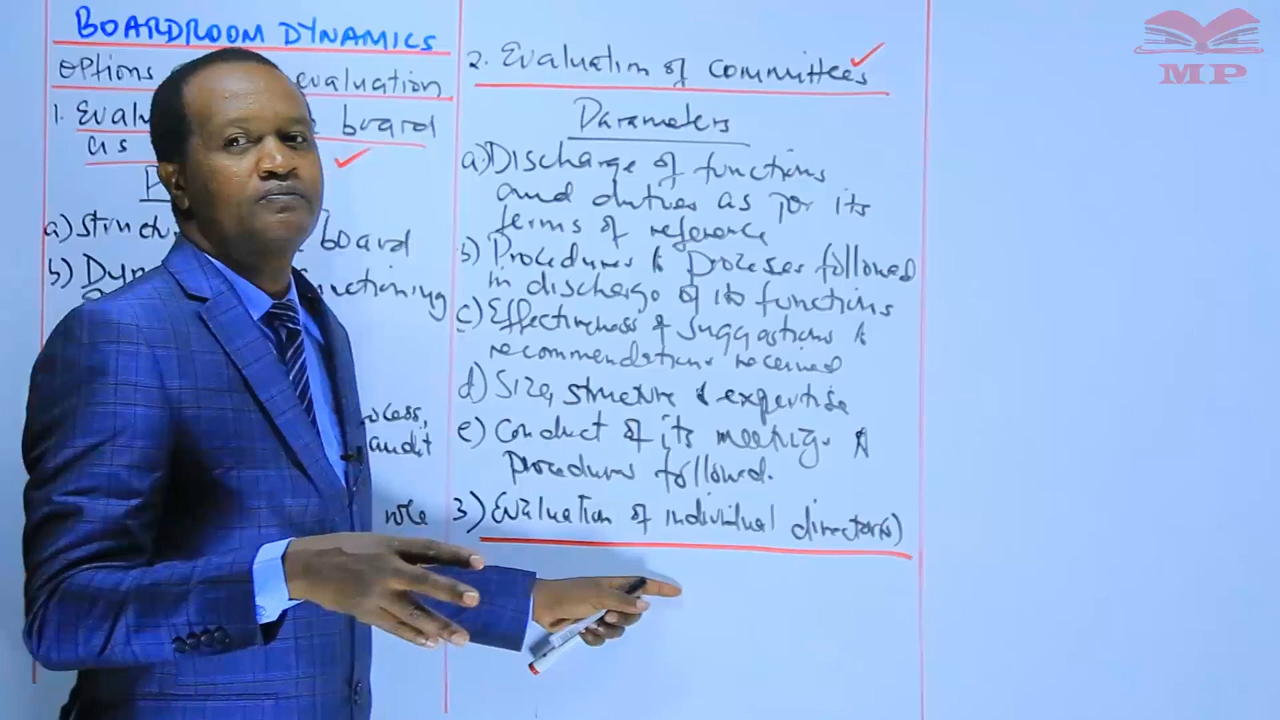 BOARDROOM DYNAMICS
Options evaluation
1. Eval board
as
a) Struct board
b) Dyn nctioning
ocess,
audit
role
2. Evaluation of committees
Parameters
a) Discharge of functions
and duties as per its
terms of reference
b) Procedures & processes followed
in discharge of its functions
c) Effectiveness of suggestions &
recommendations received
d) Size, structure & expertise
e) Conduct of its meetings &
procedures followed.
3) Evaluation of individual director(s)
MP